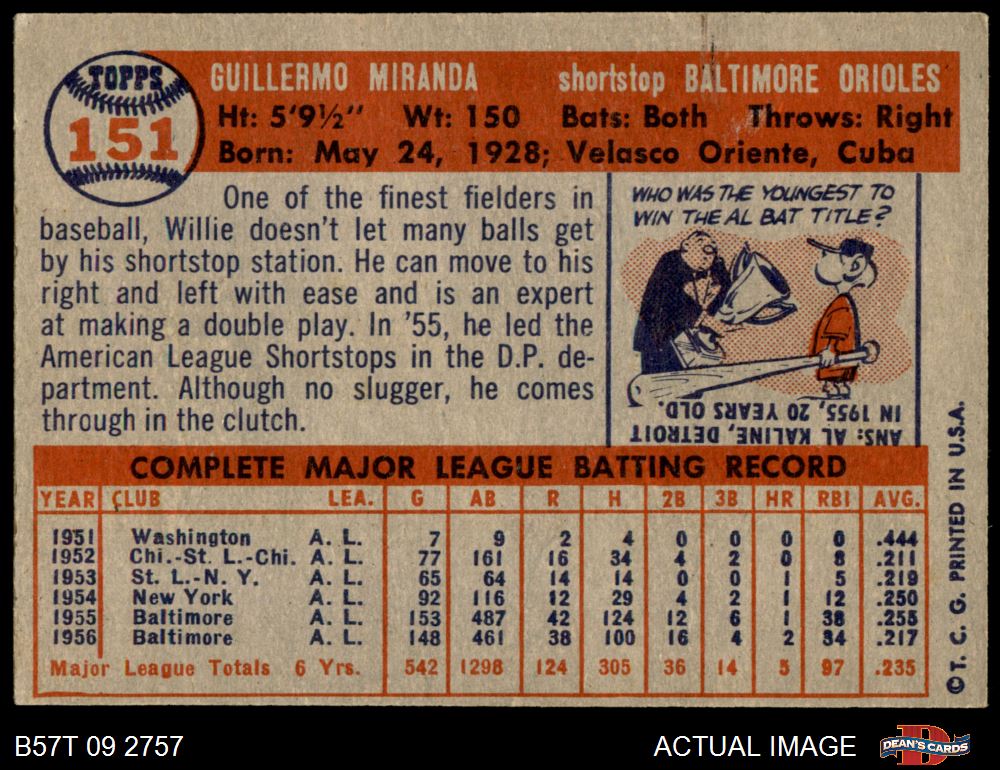 TOPPS
151
GUILLERMO MIRANDA shortstop BALTIMORE ORIOLES
Ht: 5'9½" Wt: 150 Bats: Both Throws: Right
Born: May 24, 1928; Velasco Oriente, Cuba
One of the finest fielders in
baseball, Willie doesn't let many balls get
by his shortstop station. He can move to his
right and left with ease and is an expert
at making a double play. In '55, he led the
American League Shortstops in the D.P. de-
partment. Although no slugger, he comes
through in the clutch.
WHO WAS THE YOUNGEST TO
WIN THE AL BAT TITLE?
ANS: AL KALINE, DETROIT
IN 1955, 20 YEARS OLD.
COMPLETE MAJOR LEAGUE BATTING RECORD
YEAR CLUB LEA. G AB R H 2B 3B HR RBI AVG.
1951 Washington A. L. 7 9 2 4 0 0 0 0 .444
1952 Chi.-St. L.-Chi. A. L. 77 161 16 34 4 2 0 8 .211
1953 St. L.-N. Y. A. L. 65 64 14 14 0 0 1 5 .219
1954 New York A. L. 92 116 12 29 4 2 1 12 .250
1955 Baltimore A. L. 153 487 42 124 12 6 1 38 .255
1956 Baltimore A. L. 148 461 38 100 16 4 2 34 .217
Major League Totals 6 Yrs. 542 1298 124 305 36 14 5 97 .235
©T. C. G. PRINTED IN U.S.A.
B57T 09 2757
ACTUAL IMAGE
D
DEAN'S CARDS